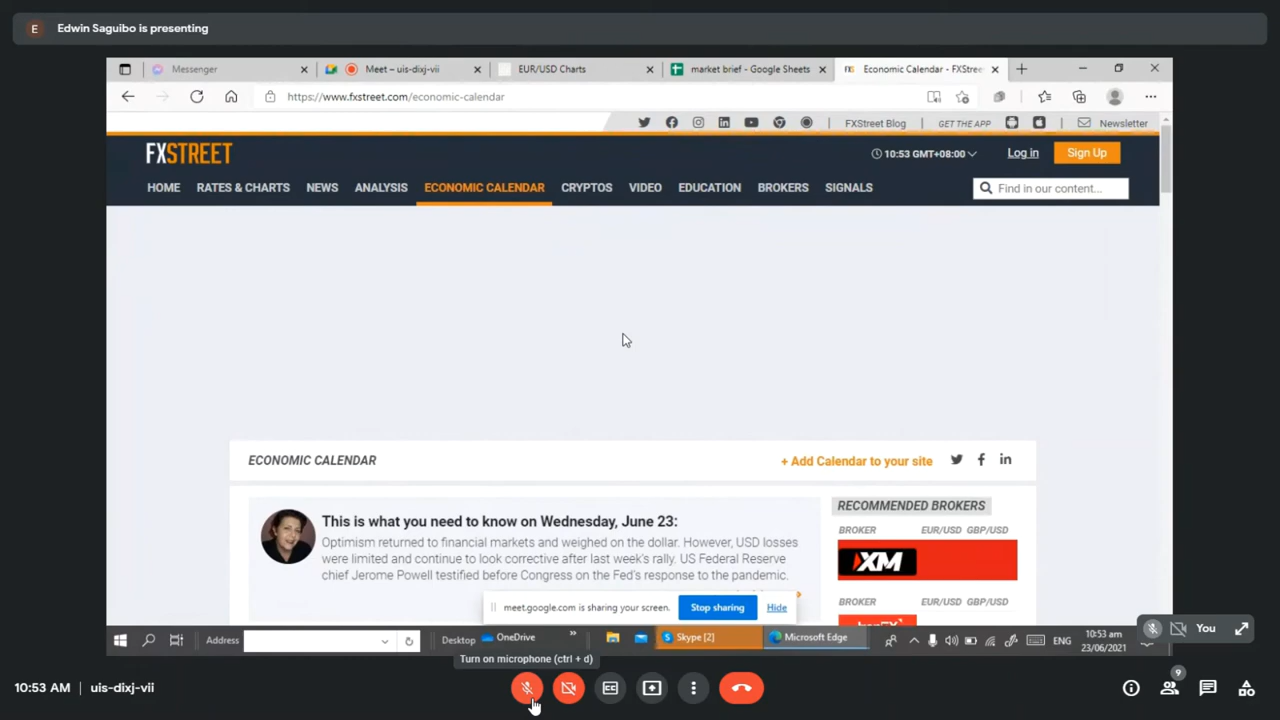 E Edwin Saguibo is presenting
Messenger
Meet – uis-dixj-vii
EUR/USD Charts
market brief - Google Sheets
Economic Calendar - FXStree
https://www.fxstreet.com/economic-calendar
FXStreet Blog
GET THE APP
Newsletter
FXSTREET
10:53 GMT+08:00
Log in
Sign Up
HOME
RATES & CHARTS
NEWS
ANALYSIS
ECONOMIC CALENDAR
CRYPTOS
VIDEO
EDUCATION
BROKERS
SIGNALS
Find in our content...
ECONOMIC CALENDAR
+ Add Calendar to your site
This is what you need to know on Wednesday, June 23:
Optimism returned to financial markets and weighed on the dollar. However, USD losses
were limited and continue to look corrective after last week's rally. US Federal Reserve
chief Jerome Powell testified before Congress on the Fed's response to the pandemic.
RECOMMENDED BROKERS
BROKER EUR/USD GBP/USD
XM
BROKER EUR/USD GBP/USD
meet.google.com is sharing your screen.
Stop sharing
Hide
You
Address
Desktop
OneDrive
Skype [2]
Microsoft Edge
ENG
10:53 am
23/06/2021
Turn on microphone (ctrl + d)
10:53 AM
uis-dixj-vii
9